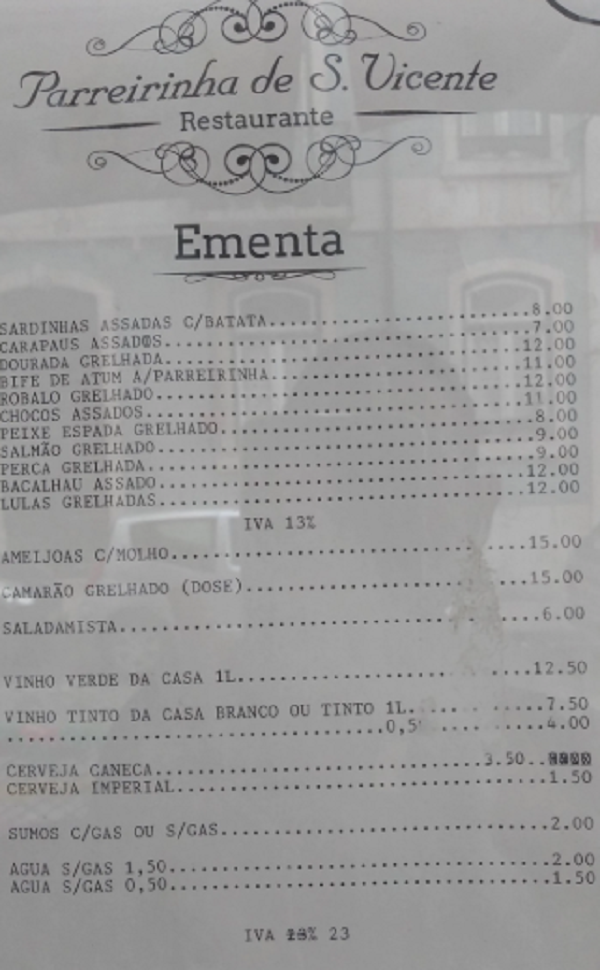 Parreirinha de S. Vicente
Restaurante
Ementa
SARDINHAS ASSADAS C/BATATA..............................8.00
CARAPAUS ASSADOS........................................7.00
DOURADA GRELHADA........................................12.00
BIFE DE ATUM A/PARREIRINHA..............................11.00
ROBALO GRELHADO.........................................12.00
CHOCOS ASSADOS..........................................11.00
PEIXE ESPADA GRELHADO...................................8.00
SALMÃO GRELHADO.........................................9.00
PERCA GRELHADA..........................................9.00
BACALHAU ASSADO.........................................12.00
LULAS GRELHADAS.........................................12.00
IVA 13%
AMEIJOAS C/MOLHO........................................15.00
CAMARÃO GRELHADO (DOSE).................................15.00
SALADAMISTA.............................................6.00
VINHO VERDE DA CASA 1L..................................12.50
VINHO TINTO DA CASA BRANCO OU TINTO 1L..................7.50
........................................0,5.............4.00
CERVEJA CANECA..................................3.50..
CERVEJA IMPERIAL........................................1.50
SUMOS C/GAS OU S/GAS....................................2.00
AGUA S/GAS 1,50.........................................2.00
AGUA S/GAS 0,50.........................................1.50
IVA % 23